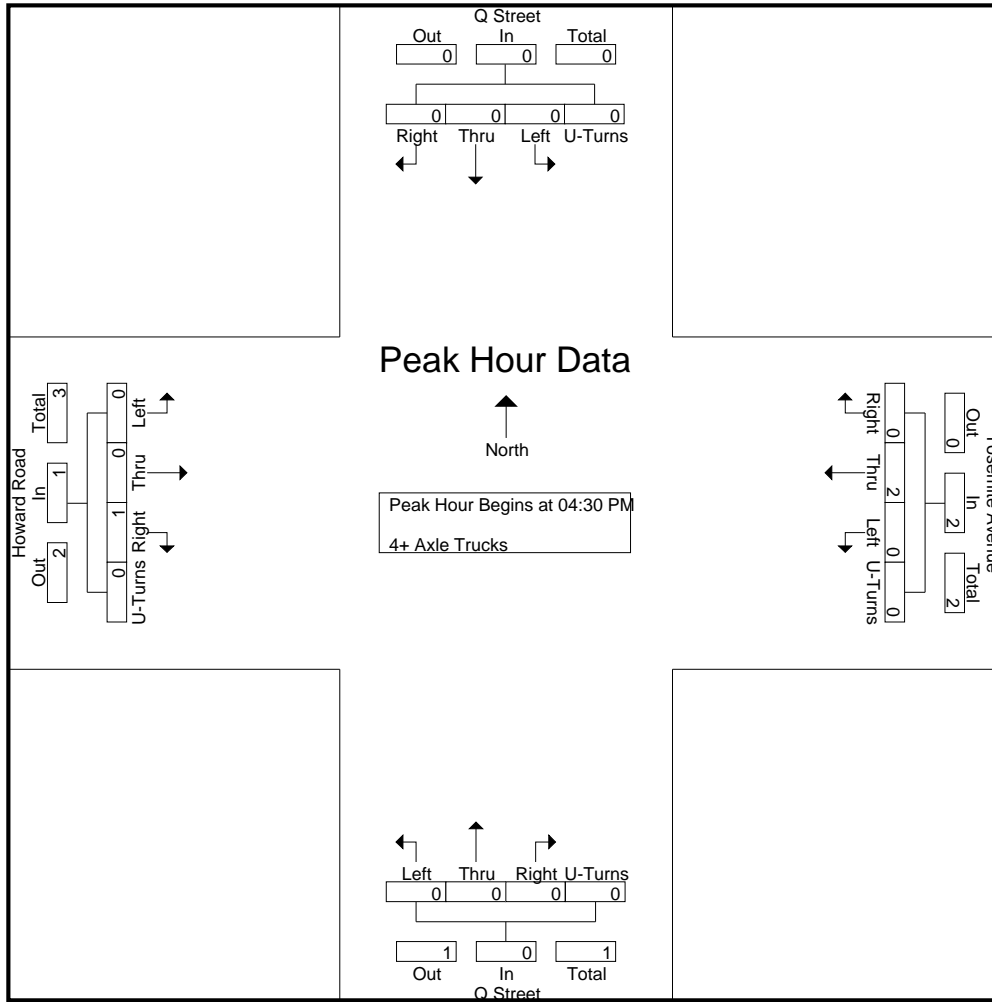 Q Street
Out In Total
0 0 0
0 0 0 0
Right Thru Left U-Turns
Peak Hour Data
North
Peak Hour Begins at 04:30 PM
4+ Axle Trucks
Howard Road
Total In Out
3 1 2
0 0 1 0
Left Thru Right U-Turns
Yosemite Avenue
Out In Total
0 2 2
0 2 0 0
Right Thru Left U-Turns
Left Thru Right U-Turns
0 0 0 0
1 0 1
Out In Total
Q Street